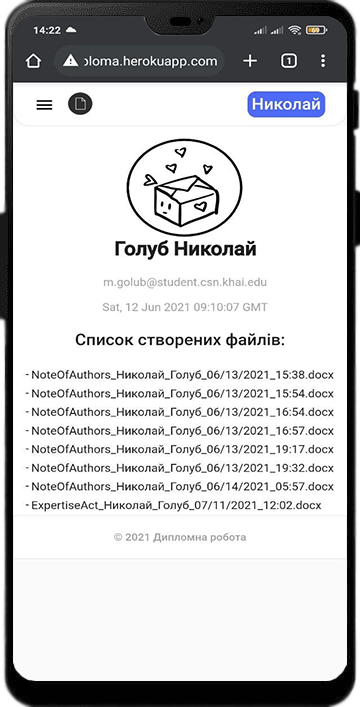 14:22
ploma.herokuapp.com
1
Николай
Голуб Николай
m.golub@student.csn.khai.edu
Sat, 12 Jun 2021 09:10:07 GMT
Список створених файлів:
- NoteOfAuthors_Николай_Голуб_06/13/2021_15:38.docx
- NoteOfAuthors_Николай_Голуб_06/13/2021_15:54.docx
- NoteOfAuthors_Николай_Голуб_06/13/2021_16:54.docx
- NoteOfAuthors_Николай_Голуб_06/13/2021_16:57.docx
- NoteOfAuthors_Николай_Голуб_06/13/2021_19:17.docx
- NoteOfAuthors_Николай_Голуб_06/13/2021_19:32.docx
- NoteOfAuthors_Николай_Голуб_06/14/2021_05:57.docx
- ExpertiseAct_Николай_Голуб_07/11/2021_12:02.docx
© 2021 Дипломна робота